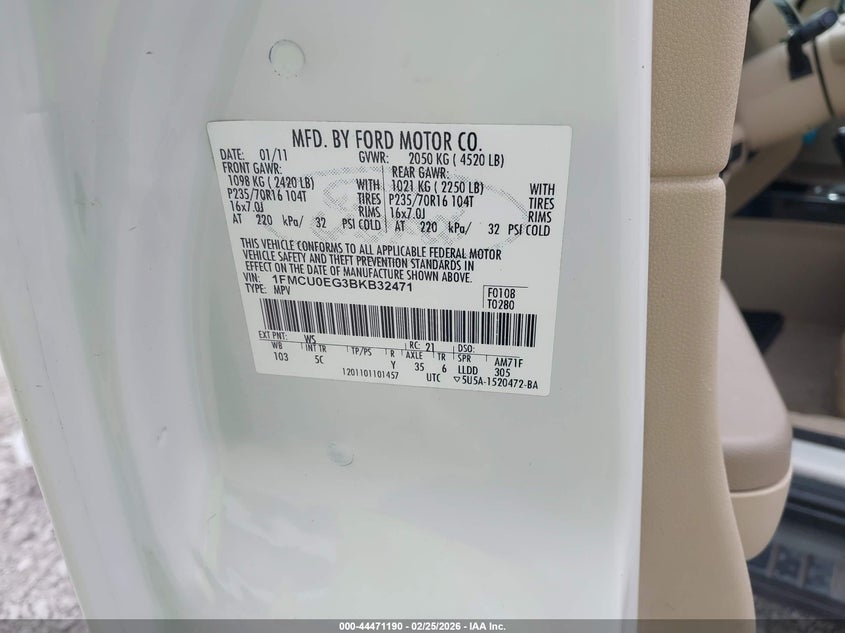 MFD. BY FORD MOTOR CO.
DATE: 01/11 GVWR: 2050 KG ( 4520 LB)
FRONT GAWR: REAR GAWR:
1098 KG ( 2420 LB) WITH 1021 KG ( 2250 LB) WITH
P235/70R16 104T TIRES P235/70R16 104T TIRES
16x7.0J RIMS 16x7.0J RIMS
AT 220 kPa/ 32 PSI COLD AT 220 kPa/ 32 PSI COLD
THIS VEHICLE CONFORMS TO ALL APPLICABLE FEDERAL MOTOR
VEHICLE SAFETY AND THEFT PREVENTION STANDARDS IN
EFFECT ON THE DATE OF MANUFACTURE SHOWN ABOVE.
VIN: 1FMCU0EG3BKB32471
TYPE: MPV
F0108
T0280
EXT PNT: WS RC: 21 DSO:
WB INT TR TP/PS R AXLE TR SPR AM71F
103 5C Y 35 6 LLDD 305
1201101101457 UTC ▽5U5A-1520472-BA
000-44471190 - 02/25/2026 - IAA Inc.